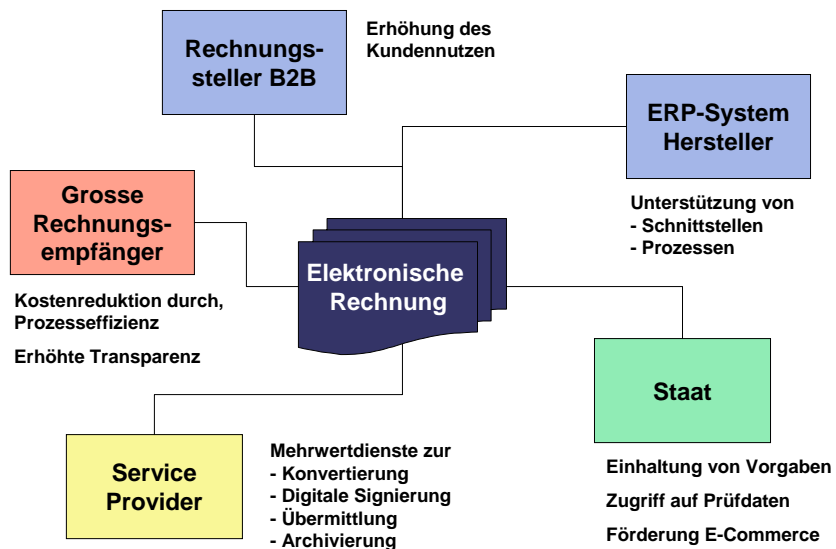 Rechnungs-
steller B2B
Erhöhung des
Kundennutzen
ERP-System
Hersteller
Unterstützung von
- Schnittstellen
- Prozessen
Grosse
Rechnungs-
empfänger
Kostenreduktion durch,
Prozesseffizienz
Erhöhte Transparenz
Elektronische
Rechnung
Staat
Einhaltung von Vorgaben
Zugriff auf Prüfdaten
Förderung E-Commerce
Service
Provider
Mehrwertdienste zur
- Konvertierung
- Digitale Signierung
- Übermittlung
- Archivierung